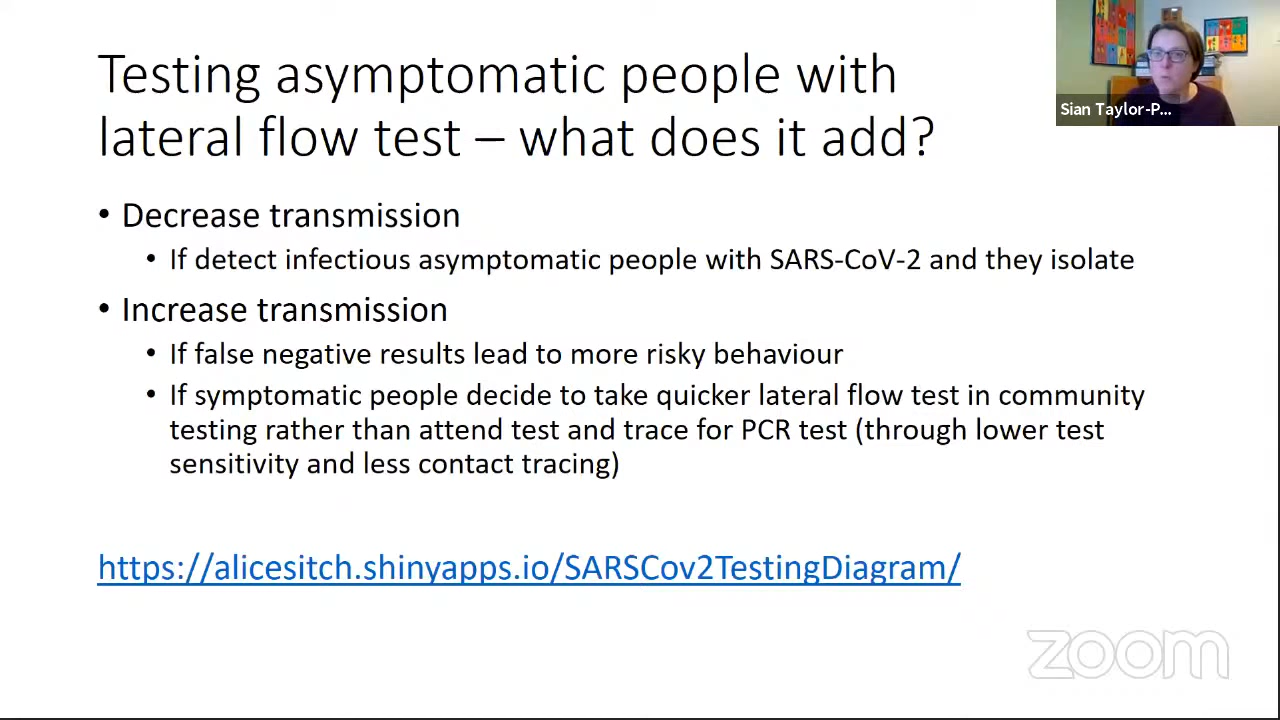 Testing asymptomatic people with
lateral flow test – what does it add?
Sian Taylor-P...
• Decrease transmission
• If detect infectious asymptomatic people with SARS-CoV-2 and they isolate
• Increase transmission
• If false negative results lead to more risky behaviour
• If symptomatic people decide to take quicker lateral flow test in community
testing rather than attend test and trace for PCR test (through lower test
sensitivity and less contact tracing)
https://alicesitch.shinyapps.io/SARSCov2TestingDiagram/
zoom